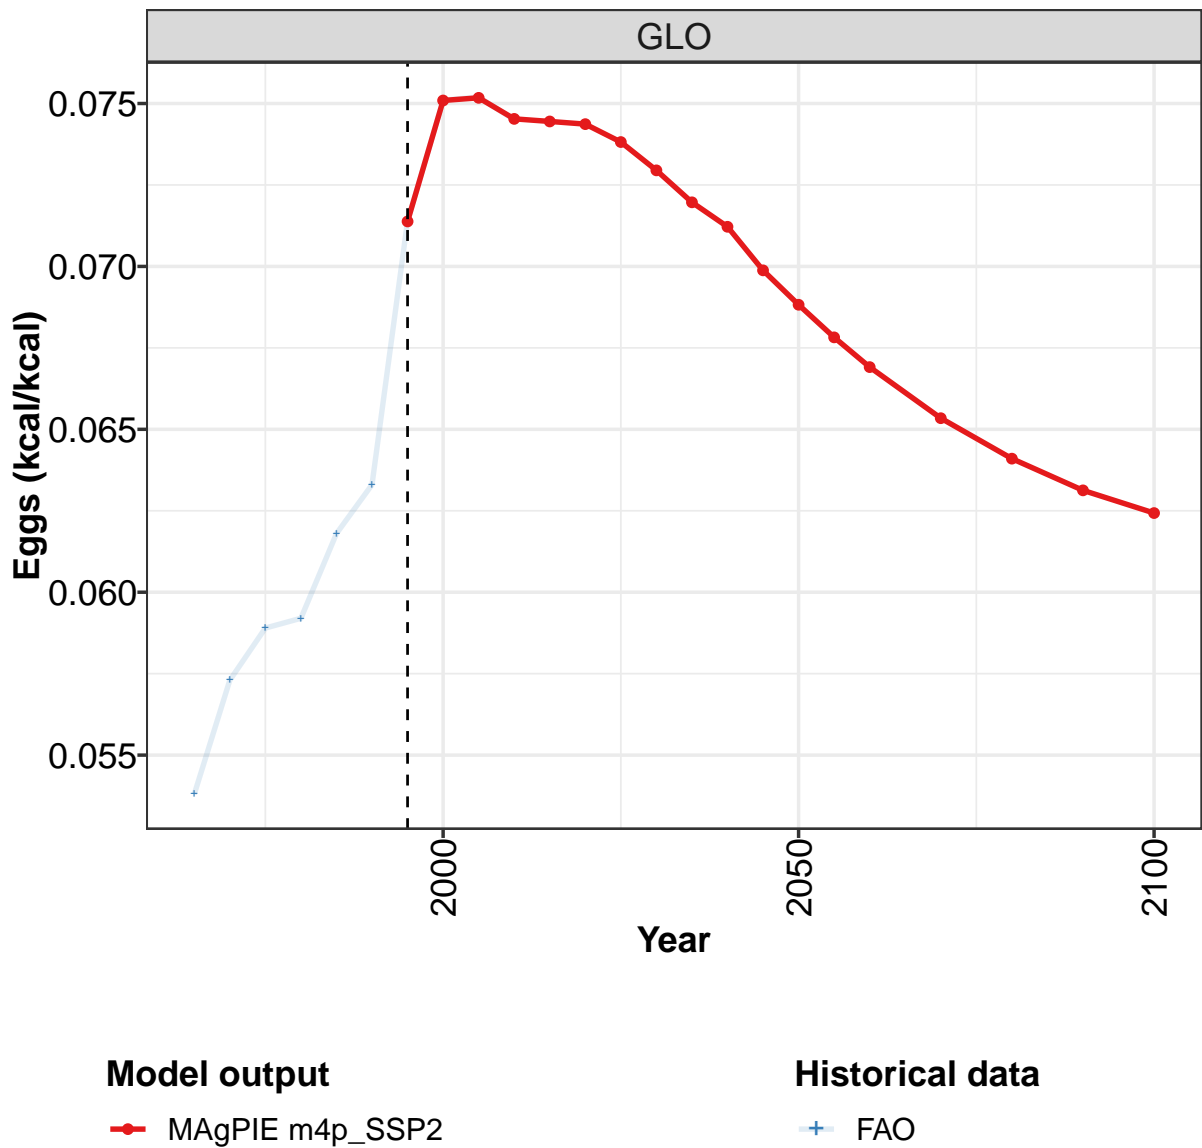 GLO
0.075
0.070
0.065
0.060
0.055
Eggs (kcal/kcal)
2000
2050
2100
Year
Model output
MAgPIE m4p_SSP2
Historical data
FAO